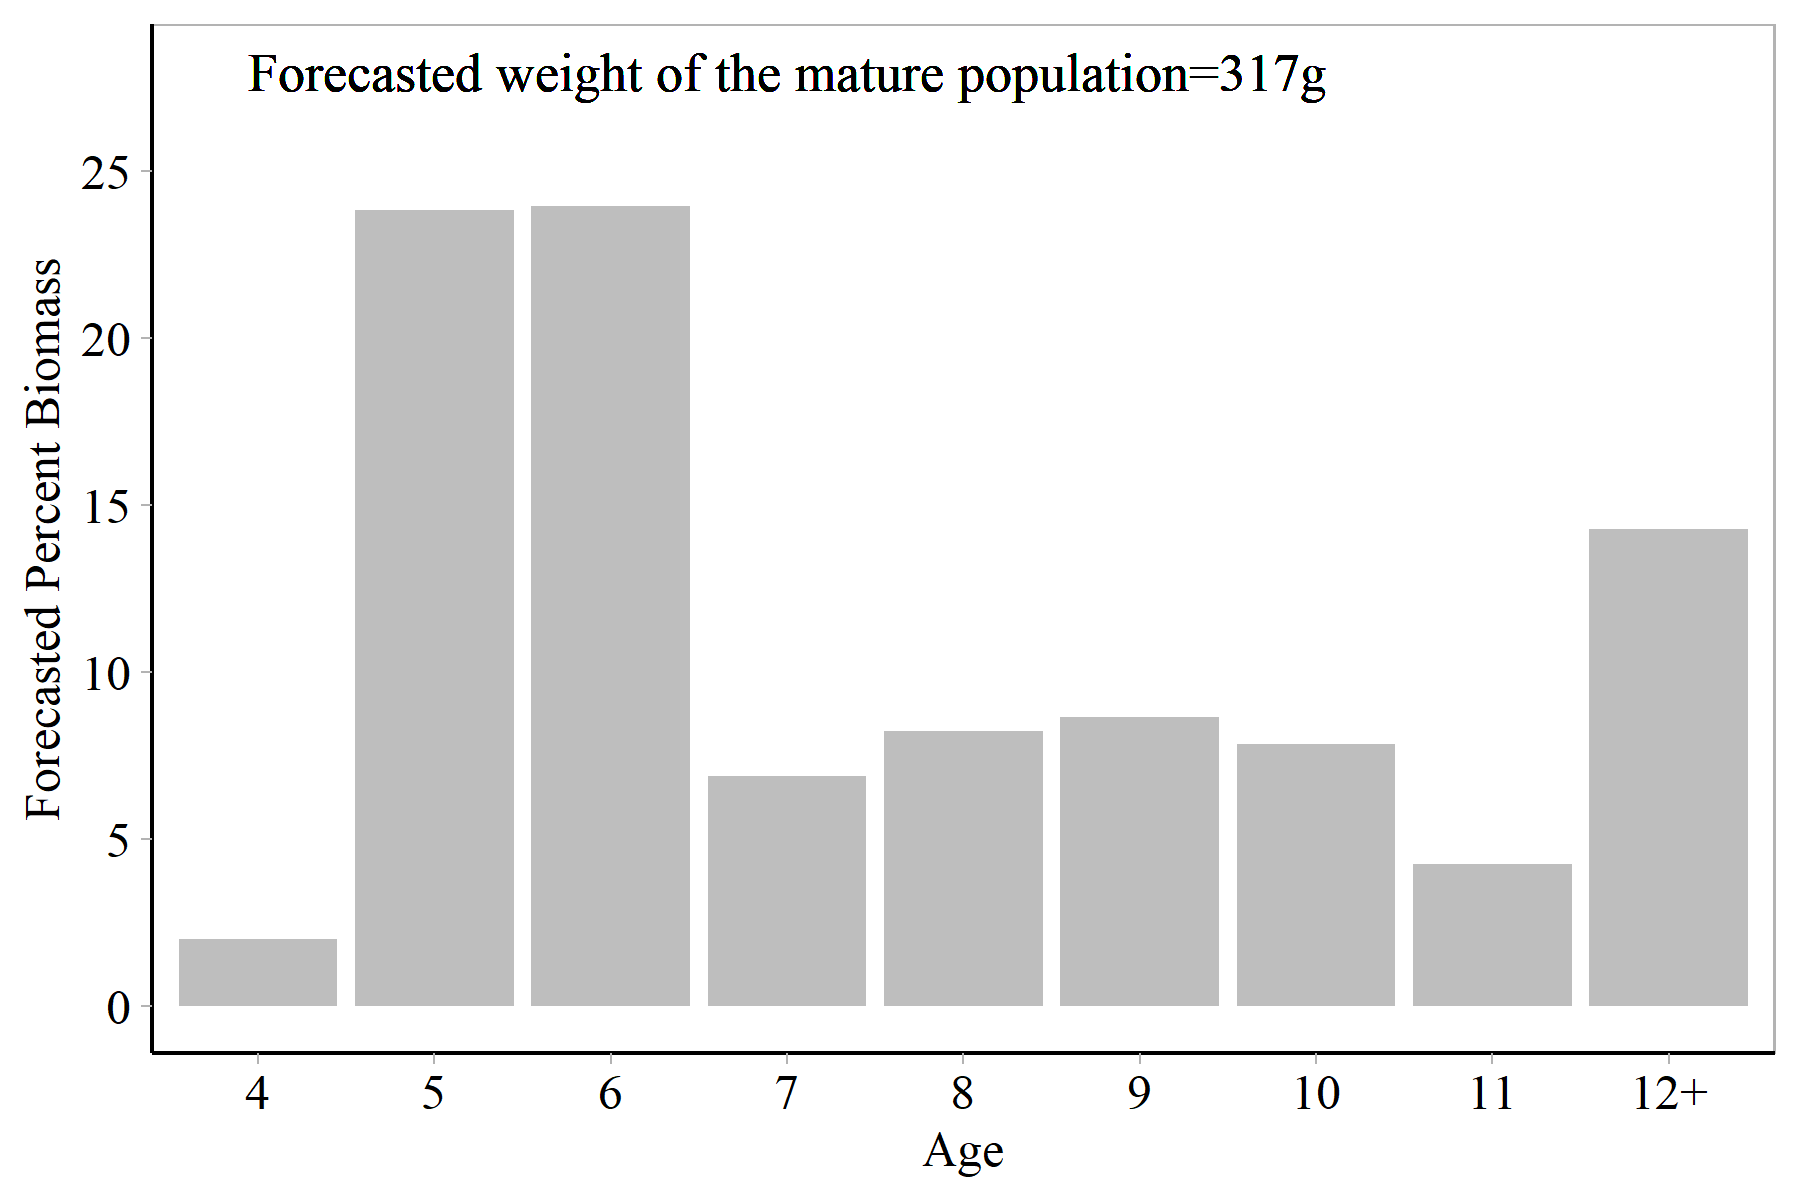 Forecasted weight of the mature population=317g
Forecasted Percent Biomass
25
20
15
10
5
0
4 5 6 7 8 9 10 11 12+
Age